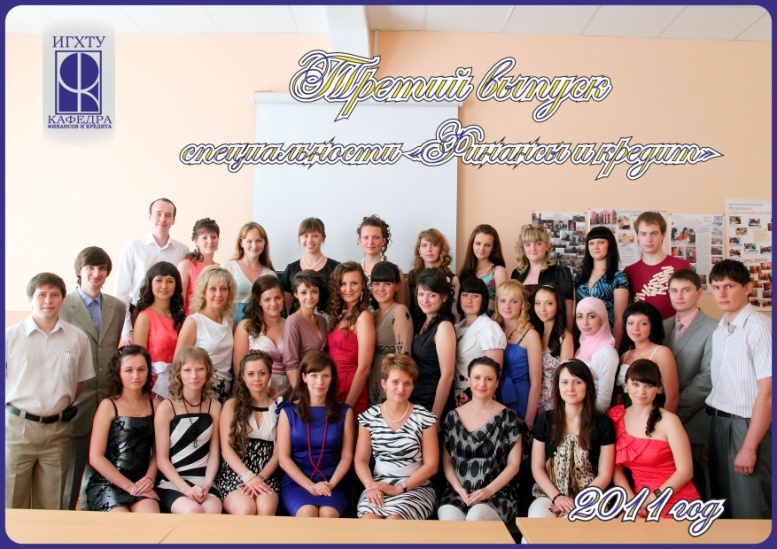 ИГХТУ
КАФЕДРА
ФИНАНСОВ И КРЕДИТА
Третий выпуск
специальности «Финансы и кредит»
2011 год